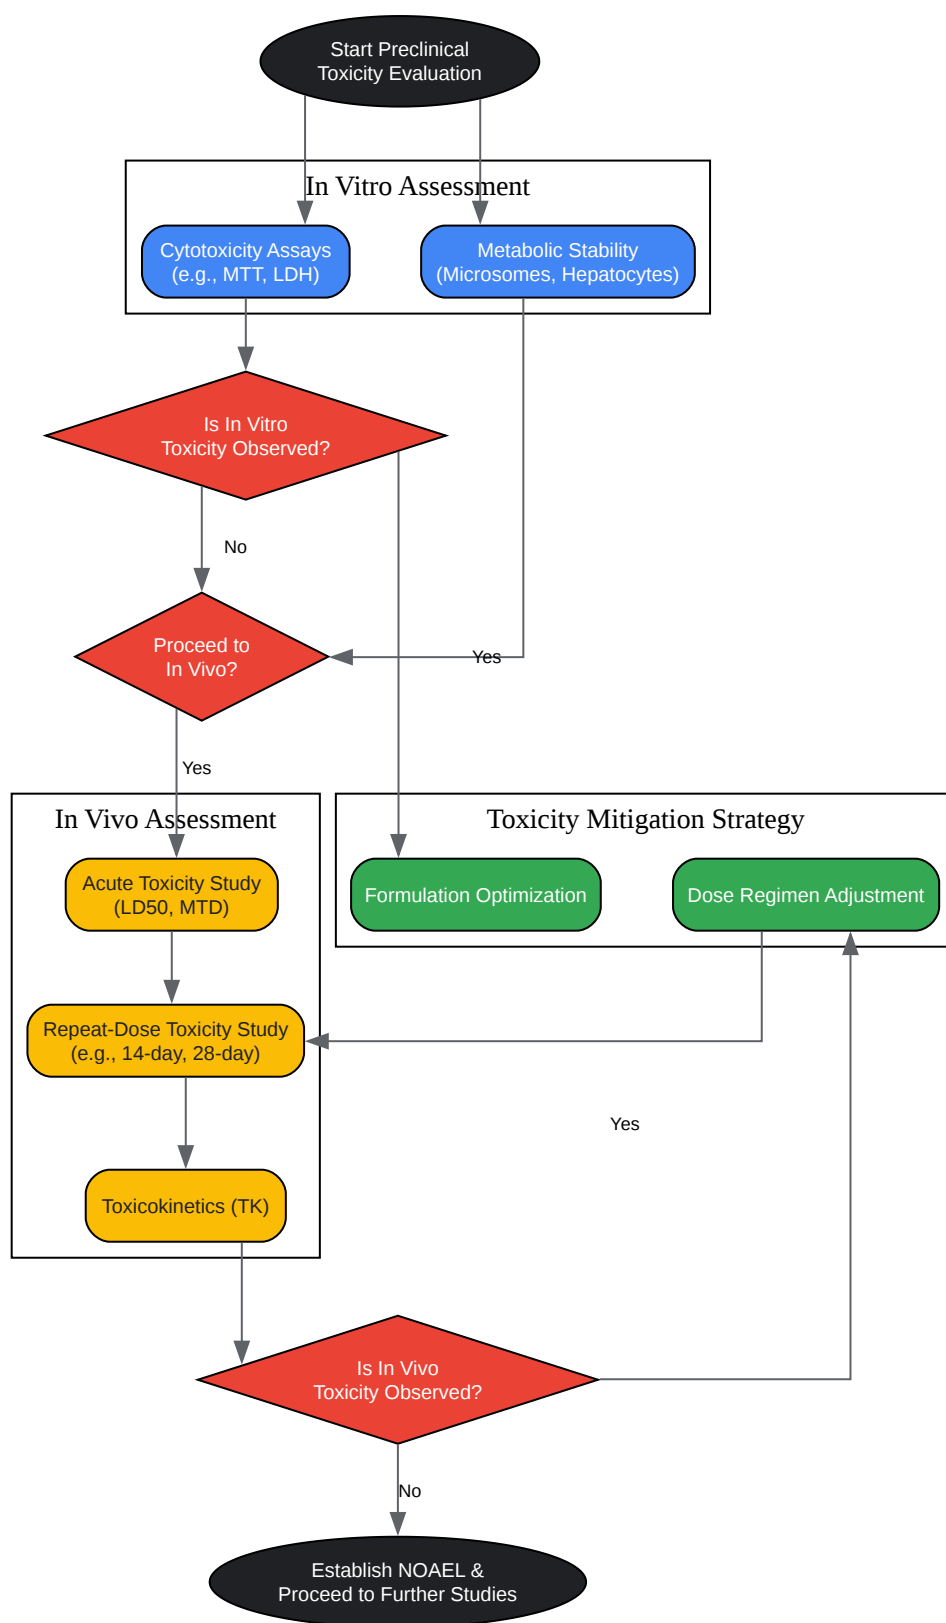 Start Preclinical
Toxicity Evaluation
In Vitro Assessment
Cytotoxicity Assays
(e.g., MTT, LDH)
Metabolic Stability
(Microsomes, Hepatocytes)
Is In Vitro
Toxicity Observed?
No
Proceed to
In Vivo?
Yes
Yes
In Vivo Assessment
Toxicity Mitigation Strategy
Acute Toxicity Study
(LD50, MTD)
Formulation Optimization
Dose Regimen Adjustment
Repeat-Dose Toxicity Study
(e.g., 14-day, 28-day)
Yes
Toxicokinetics (TK)
Is In Vivo
Toxicity Observed?
No
Establish NOAEL &
Proceed to Further Studies